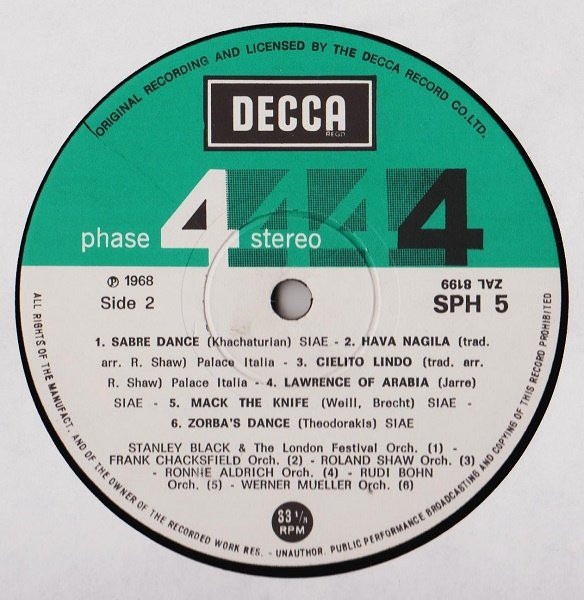 ORIGINAL RECORDING AND LICENSED BY THE DECCA RECORD CO.LTD.
DECCA
REGD
phase 4 stereo 4 4 4
℗ 1968
Side 2
ZAL 8199
SPH 5
1. SABRE DANCE (Khachaturian) SIAE - 2. HAVA NAGILA (trad.
arr. R. Shaw) Palace Italia - 3. CIELITO LINDO (trad. arr.
R. Shaw) Palace Italia - 4. LAWRENCE OF ARABIA (Jarre)
SIAE - 5. MACK THE KNIFE (Weill, Brecht) SIAE -
6. ZORBA'S DANCE (Theodorakis) SIAE
STANLEY BLACK & The London Festival Orch. (1) -
FRANK CHACKSFIELD Orch. (2) - ROLAND SHAW Orch. (3)
- RONNIE ALDRICH Orch. (4) - RUDI BOHN
Orch. (5) - WERNER MUELLER Orch. (6)
33 1/3
RPM
ALL RIGHTS OF THE MANUFACT. AND OF THE OWNER OF THE RECORDED WORK RES. - UNAUTHOR. PUBLIC PERFORMANCE BROADCASTING AND COPYING OF THIS RECORD PROHIBITED